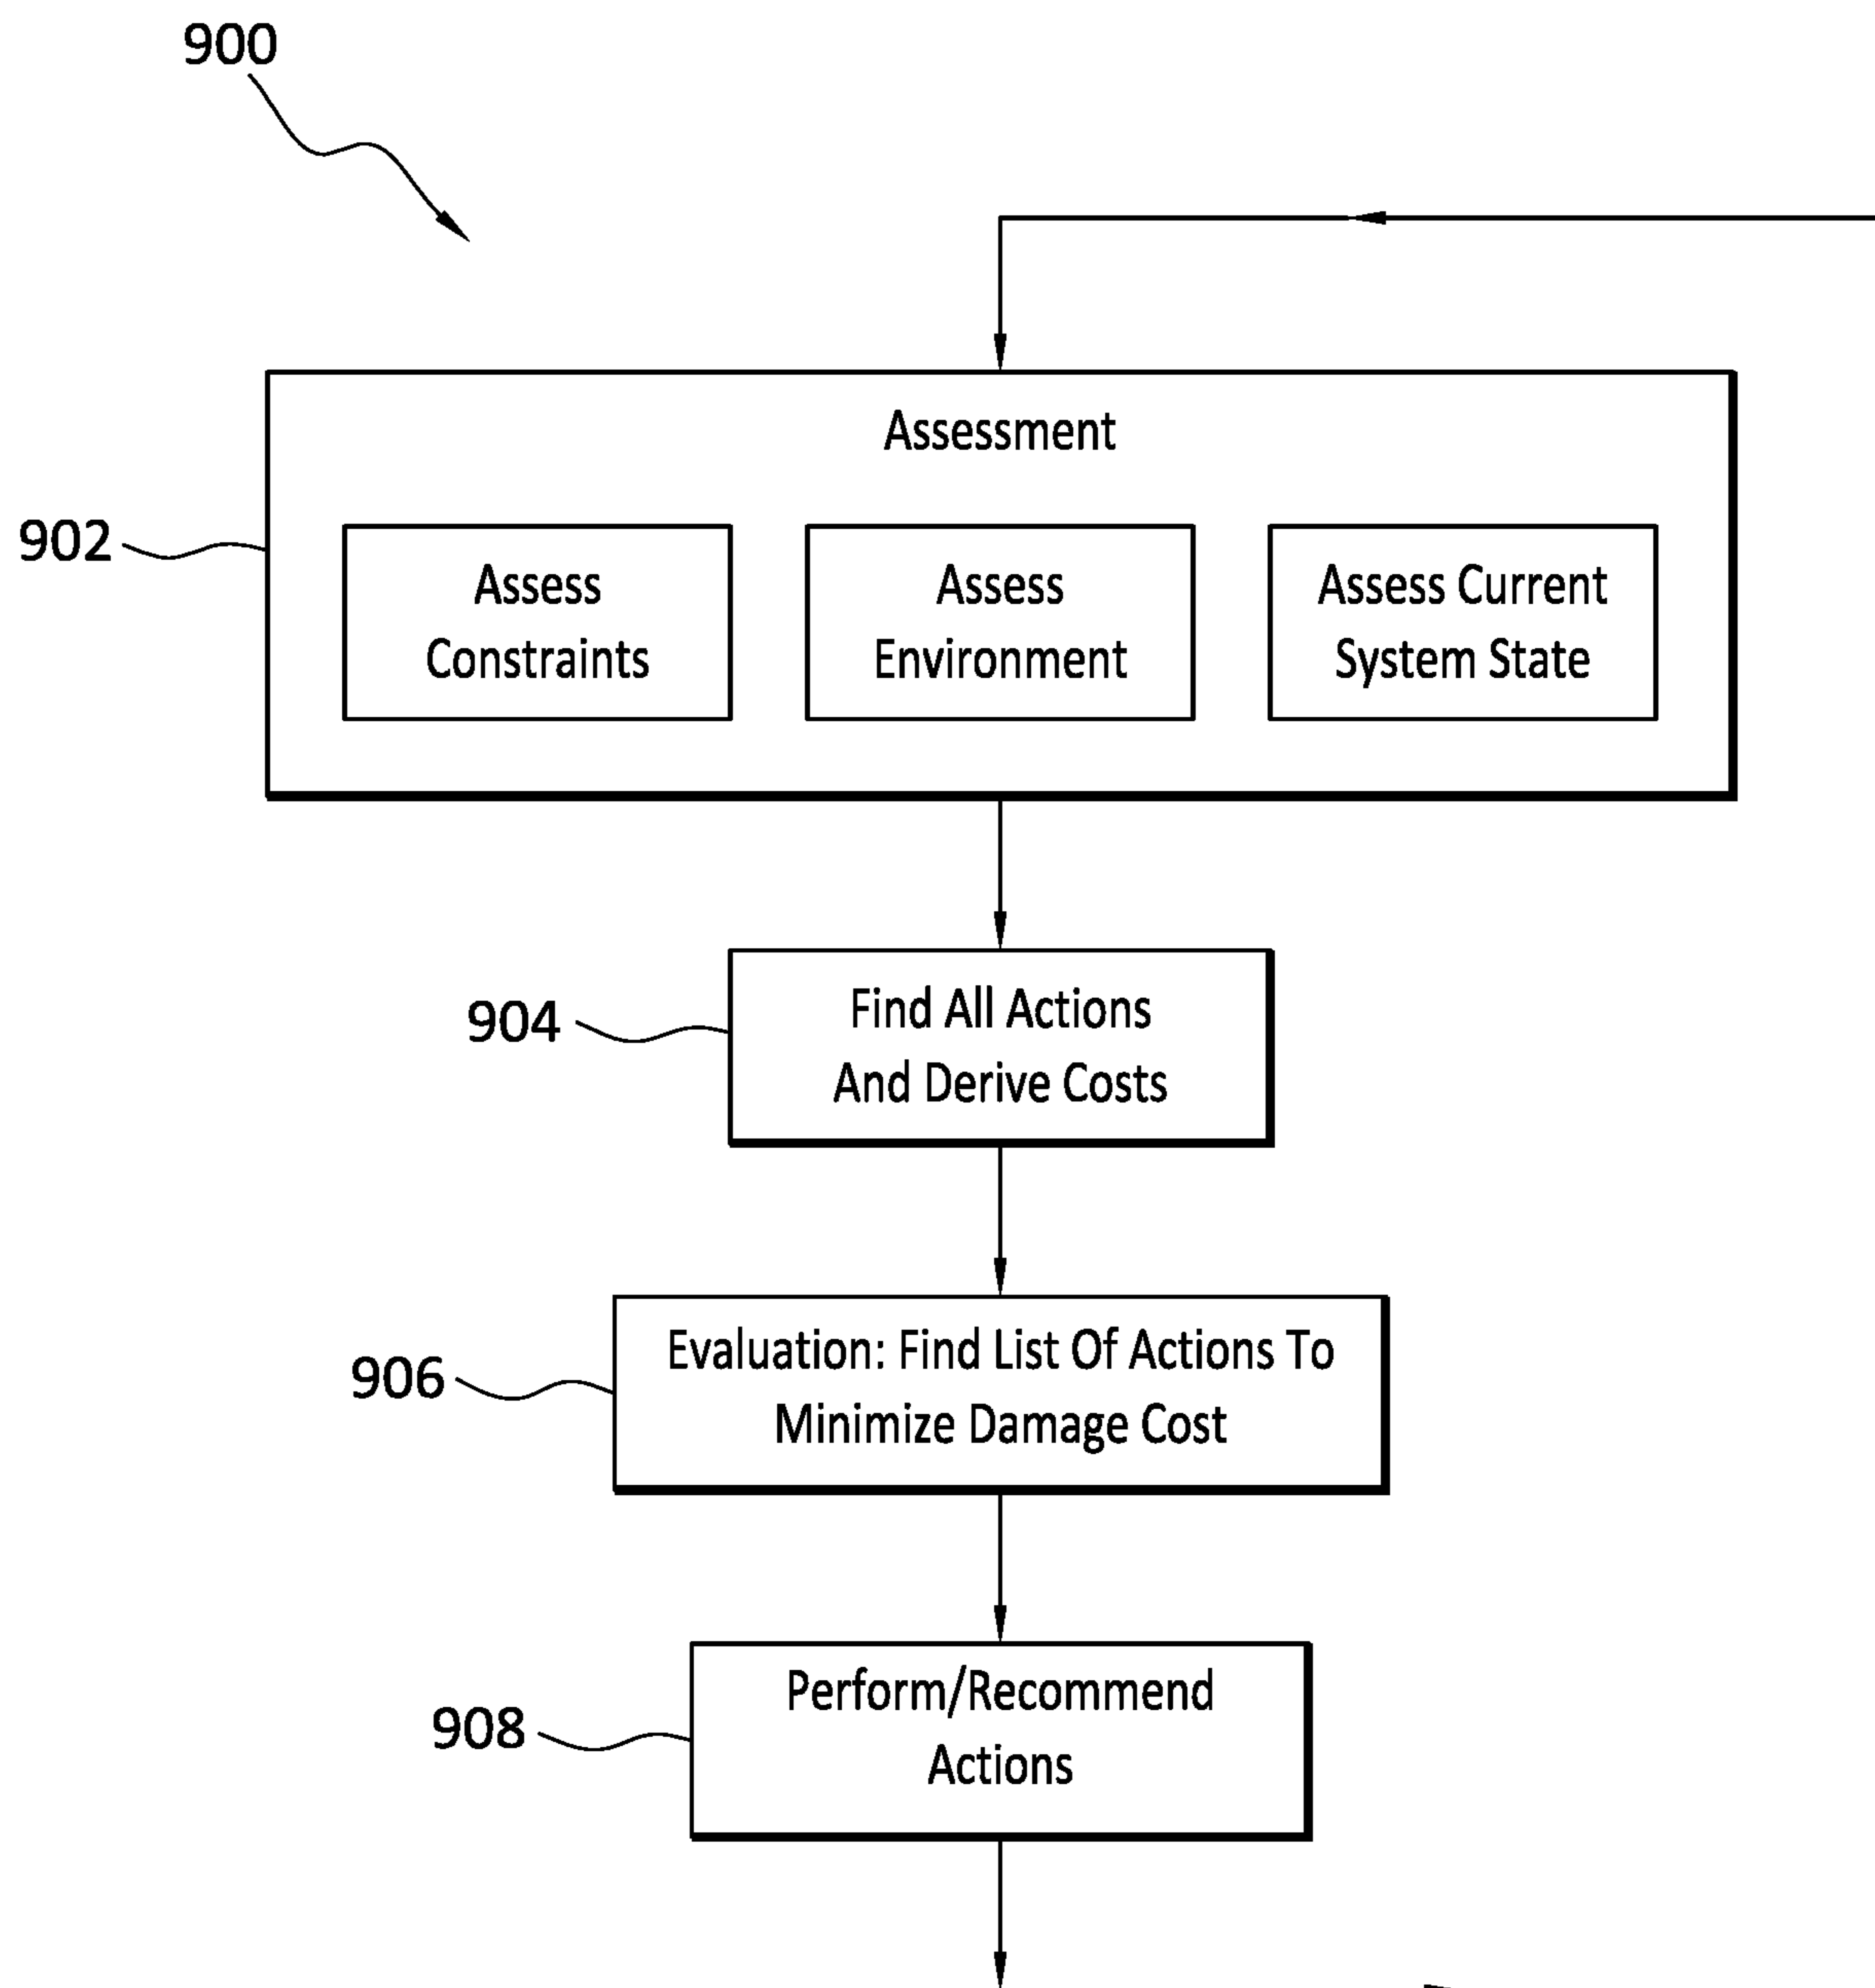 900
Assessment
902
Assess
Constraints
Assess
Environment
Assess Current
System State
904
Find All Actions
And Derive Costs
906
Evaluation: Find List Of Actions To
Minimize Damage Cost
908
Perform/Recommend
Actions